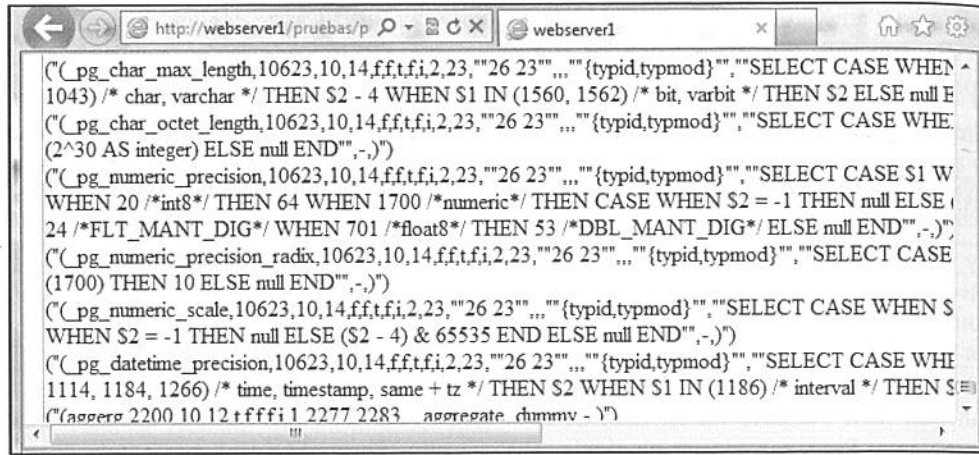 http://webserver1/pruebas/p
webserver1
("(_pg_char_max_length,10623,10,14,f,f,t,f,i,2,23,""26 23"",,,""{typid,typmod}"",""SELECT CASE WHEN
1043) /* char, varchar */ THEN $2 - 4 WHEN $1 IN (1560, 1562) /* bit, varbit */ THEN $2 ELSE null E
("(_pg_char_octet_length,10623,10,14,f,f,t,f,i,2,23,""26 23"",,,""{typid,typmod}"",""SELECT CASE WHE
(2^30 AS integer) ELSE null END"",-,)")
("(_pg_numeric_precision,10623,10,14,f,f,t,f,i,2,23,""26 23"",,,""{typid,typmod}"",""SELECT CASE $1 W
WHEN 20 /*int8*/ THEN 64 WHEN 1700 /*numeric*/ THEN CASE WHEN $2 = -1 THEN null ELSE (
24 /*FLT_MANT_DIG*/ WHEN 701 /*float8*/ THEN 53 /*DBL_MANT_DIG*/ ELSE null END"",-,)")
("(_pg_numeric_precision_radix,10623,10,14,f,f,t,f,i,2,23,""26 23"",,,""{typid,typmod}"",""SELECT CASE
(1700) THEN 10 ELSE null END"",-,)")
("(_pg_numeric_scale,10623,10,14,f,f,t,f,i,2,23,""26 23"",,,""{typid,typmod}"",""SELECT CASE WHEN $
WHEN $2 = -1 THEN null ELSE ($2 - 4) & 65535 END ELSE null END"",-,)")
("(_pg_datetime_precision,10623,10,14,f,f,t,f,i,2,23,""26 23"",,,""{typid,typmod}"",""SELECT CASE WHE
1114, 1184, 1266) /* time, timestamp, same + tz */ THEN $2 WHEN $1 IN (1186) /* interval */ THEN $
2200,10,12,t,f,f,f,i,1,2277,2283,,,,,aggregate_dummy,-,)")